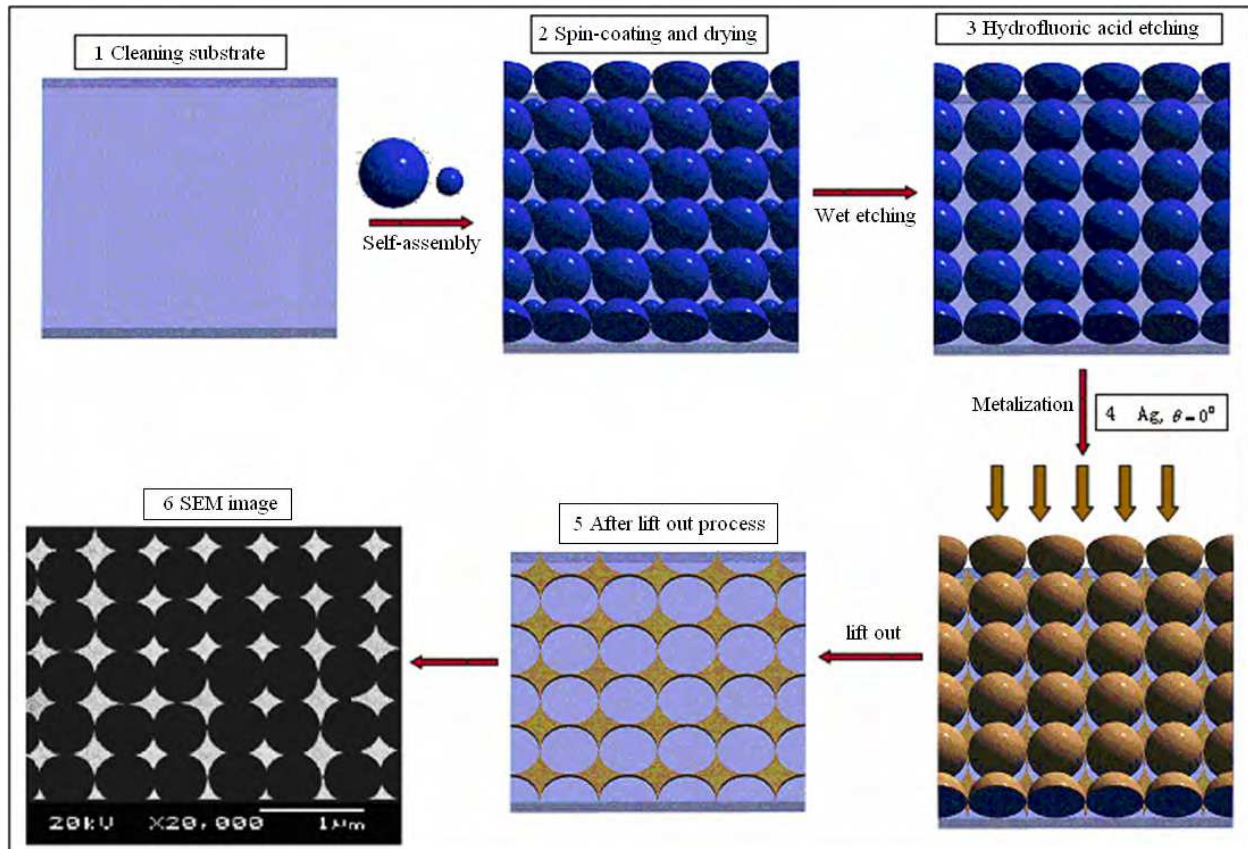 1 Cleaning substrate
2 Spin-coating and drying
3 Hydrofluoric acid etching
Self-assembly
Wet etching
Metalization
4 Ag, θ=0°
6 SEM image
5 After lift out process
lift out
20kV X20,000 1μm